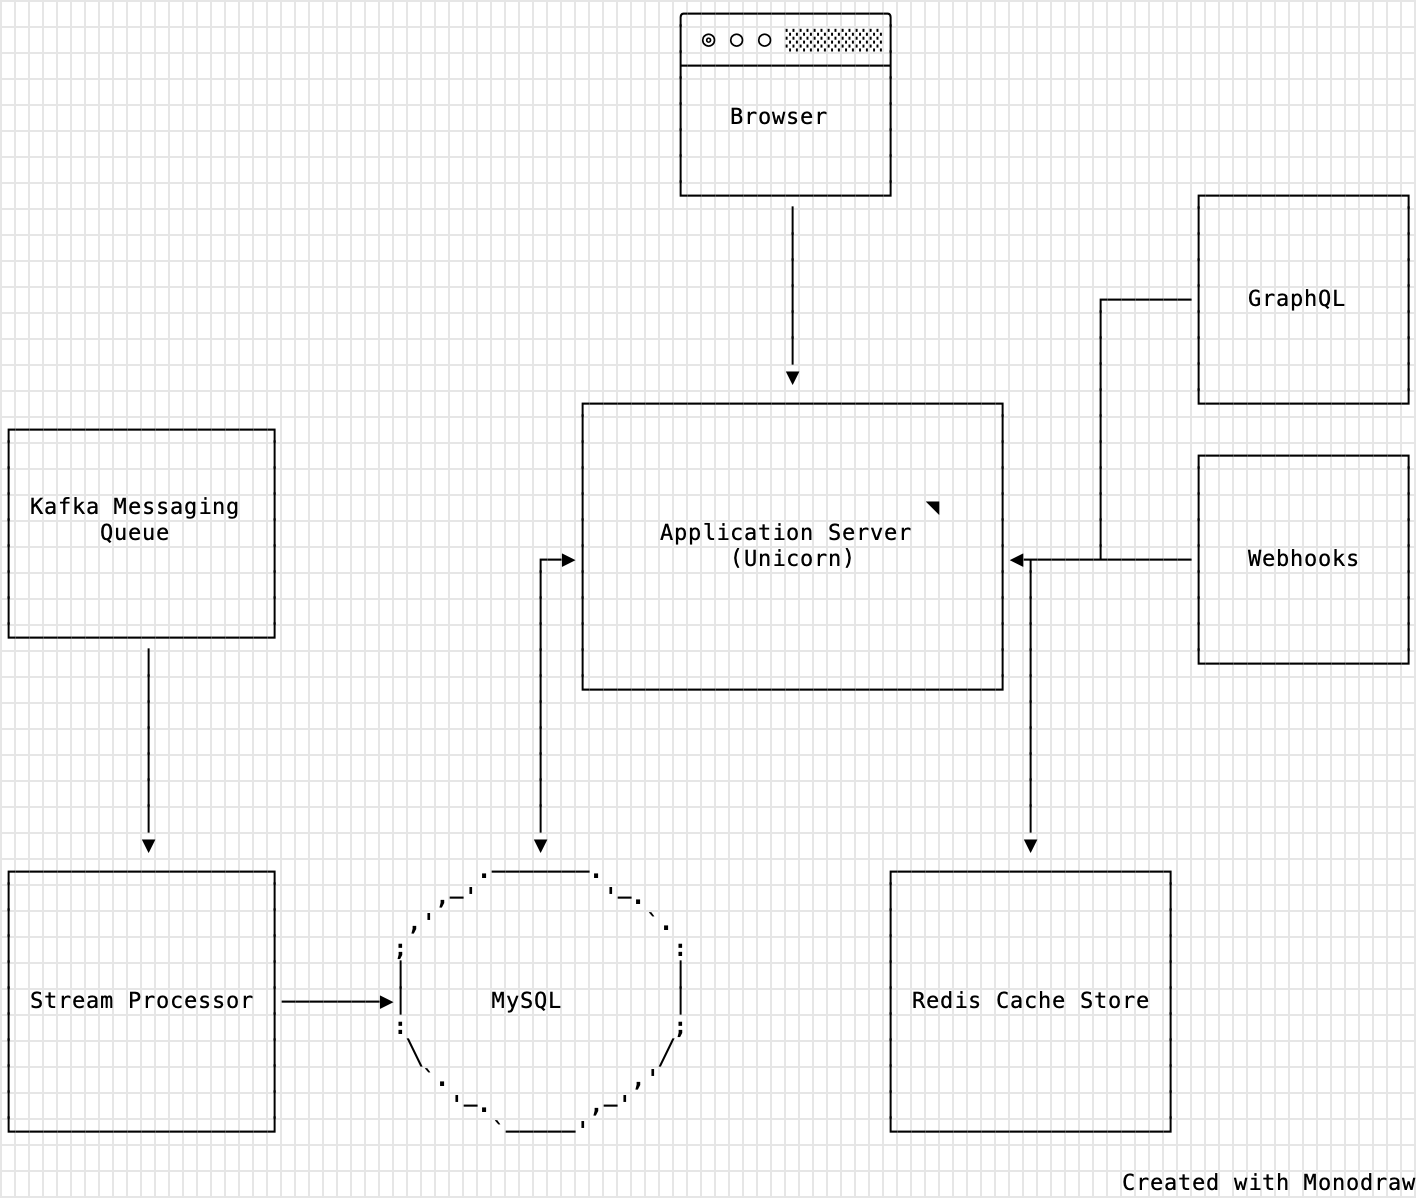 Browser
GraphQL
Kafka Messaging
Queue
Application Server
(Unicorn)
Webhooks
Stream Processor
MySQL
Redis Cache Store
Created with Monodraw